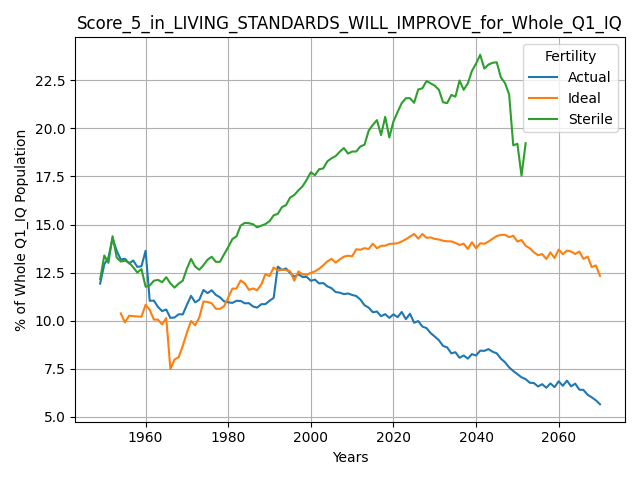 Score_5_in_LIVING_STANDARDS_WILL_IMPROVE_for_Whole_Q1_IQ
Fertility
Actual
Ideal
Sterile
% of Whole Q1_IQ Population
22.5
20.0
17.5
15.0
12.5
10.0
7.5
5.0
1960 1980 2000 2020 2040 2060
Years